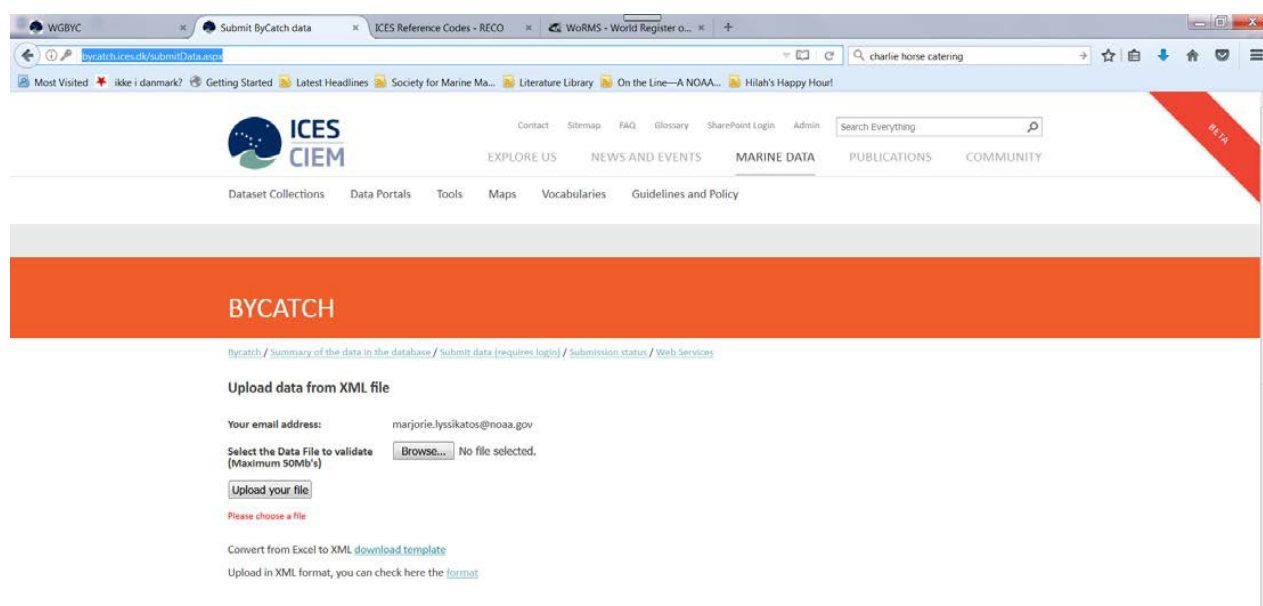 WGBYC × Submit ByCatch data × ICES Reference Codes - RECO × WoRMS - World Register o... × +
bycatch.ices.dk/submitData.aspx charlie horse catering
Most Visited ikke i danmark? Getting Started Latest Headlines Society for Marine Ma... Literature Library On the Line—A NOAA... Hilah's Happy Hour!
BETA
ICES
CIEM
Contact Sitemap FAQ Glossary SharePoint Login Admin Search Everything
EXPLORE US NEWS AND EVENTS MARINE DATA PUBLICATIONS COMMUNITY
Dataset Collections Data Portals Tools Maps Vocabularies Guidelines and Policy
BYCATCH
Bycatch / Summary of the data in the database / Submit data (requires login) / Submission status / Web Services
Upload data from XML file
Your email address: marjorie.lyssikatos@noaa.gov
Select the Data File to validate Browse... No file selected.
(Maximum 50Mb's)
Upload your file
Please choose a file
Convert from Excel to XML download template
Upload in XML format, you can check here the format